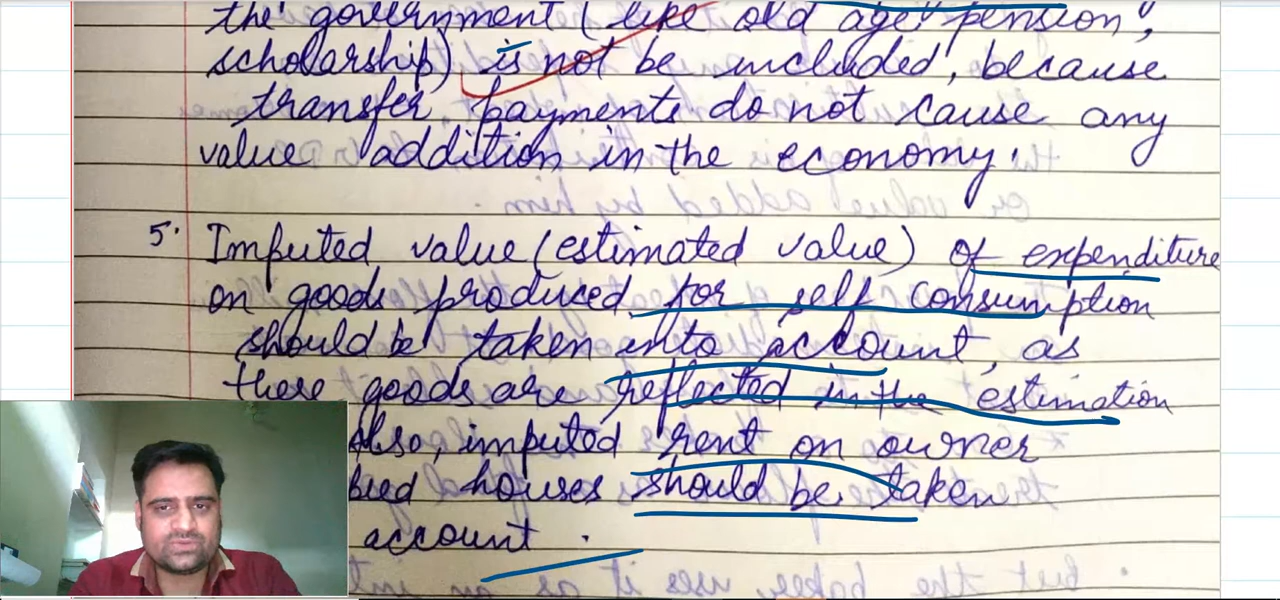 the government (like old age pension,
scholarship) is not be included, because
transfer payments do not cause any
value addition in the economy.
5. Imputed value (estimated value) of expenditure
on goods produced for self consumption
should be taken into account, as
these goods are reflected in the estimation
Also, imputed rent on owner
houses should be taken
account.